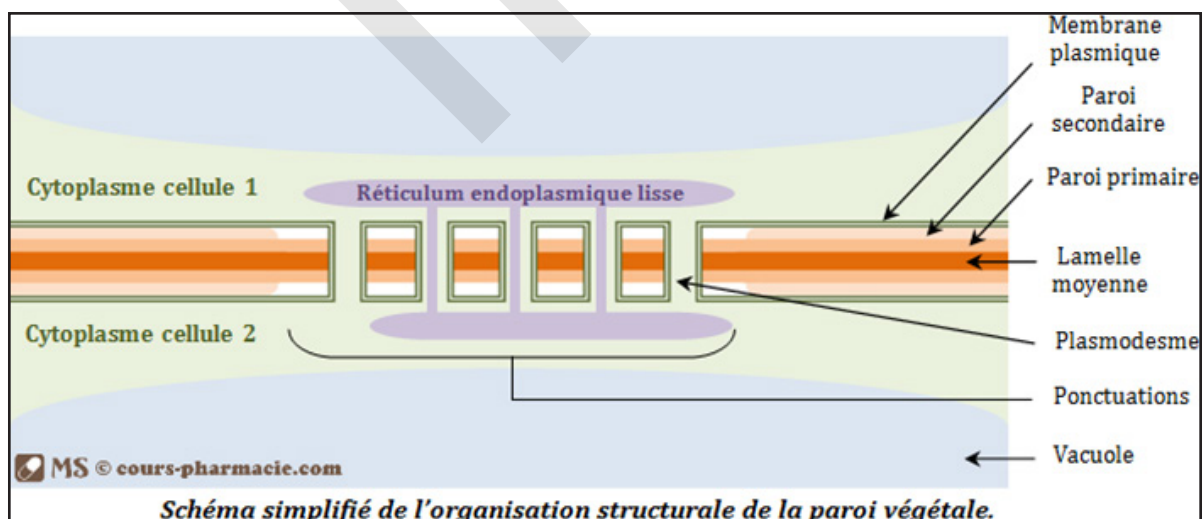 Membrane
plasmique
Paroi
secondaire
Cytoplasme cellule 1
Réticulum endoplasmique lisse
Paroi primaire
Lamelle
moyenne
Cytoplasme cellule 2
Plasmodesme
Ponctuations
Vacuole
MS © cours-pharmacie.com
Schéma simplifié de l'organisation structurale de la paroi végétale.